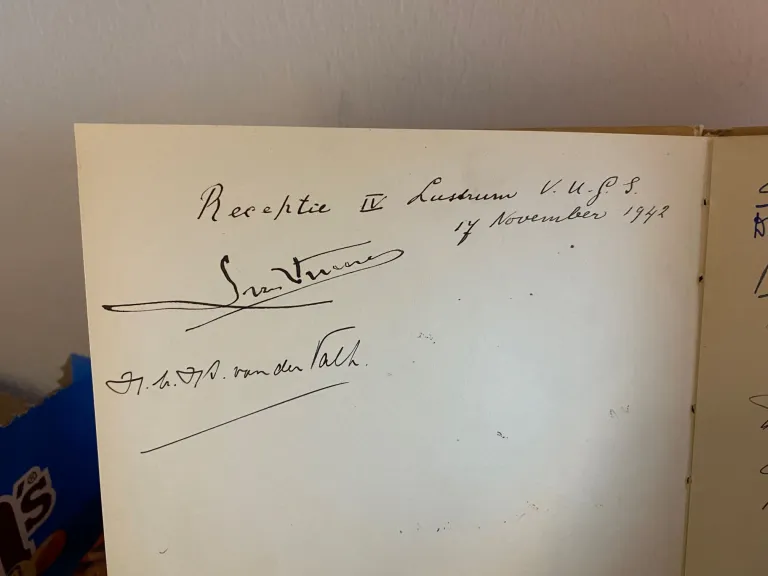 Receptie IV Lustrum V.U.G.S.
17 November 1942
van der Valk.
's®